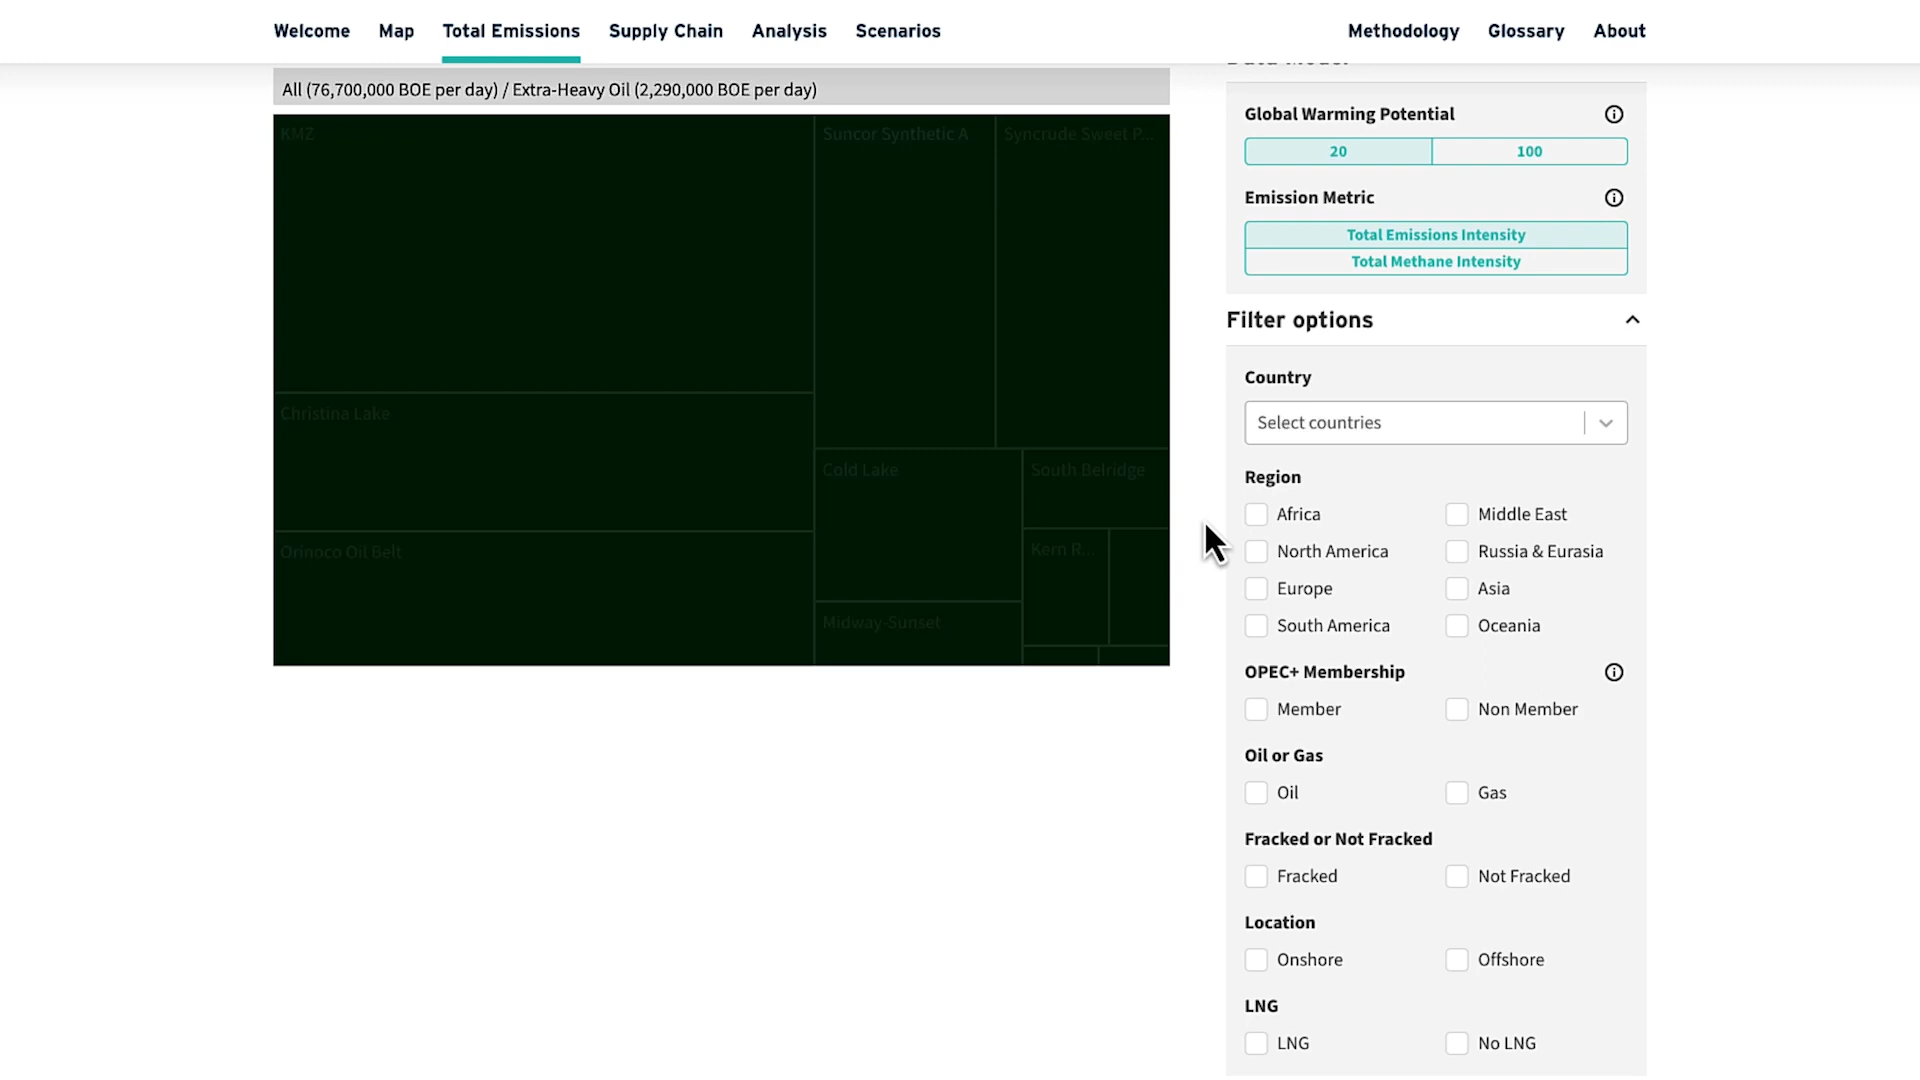 Welcome Map Total Emissions Supply Chain Analysis Scenarios Methodology Glossary About
All (76,700,000 BOE per day) / Extra-Heavy Oil (2,290,000 BOE per day)
KMZ
Suncor Synthetic A
Syncrude Sweet P...
Christina Lake
Orinoco Oil Belt
Cold Lake
South Belridge
Kern R...
Midway-Sunset
Global Warming Potential
20 100
Emission Metric
Total Emissions Intensity
Total Methane Intensity
Filter options
Country
Select countries
Region
Africa Middle East
North America Russia & Eurasia
Europe Asia
South America Oceania
OPEC+ Membership
Member Non Member
Oil or Gas
Oil Gas
Fracked or Not Fracked
Fracked Not Fracked
Location
Onshore Offshore
LNG
LNG No LNG